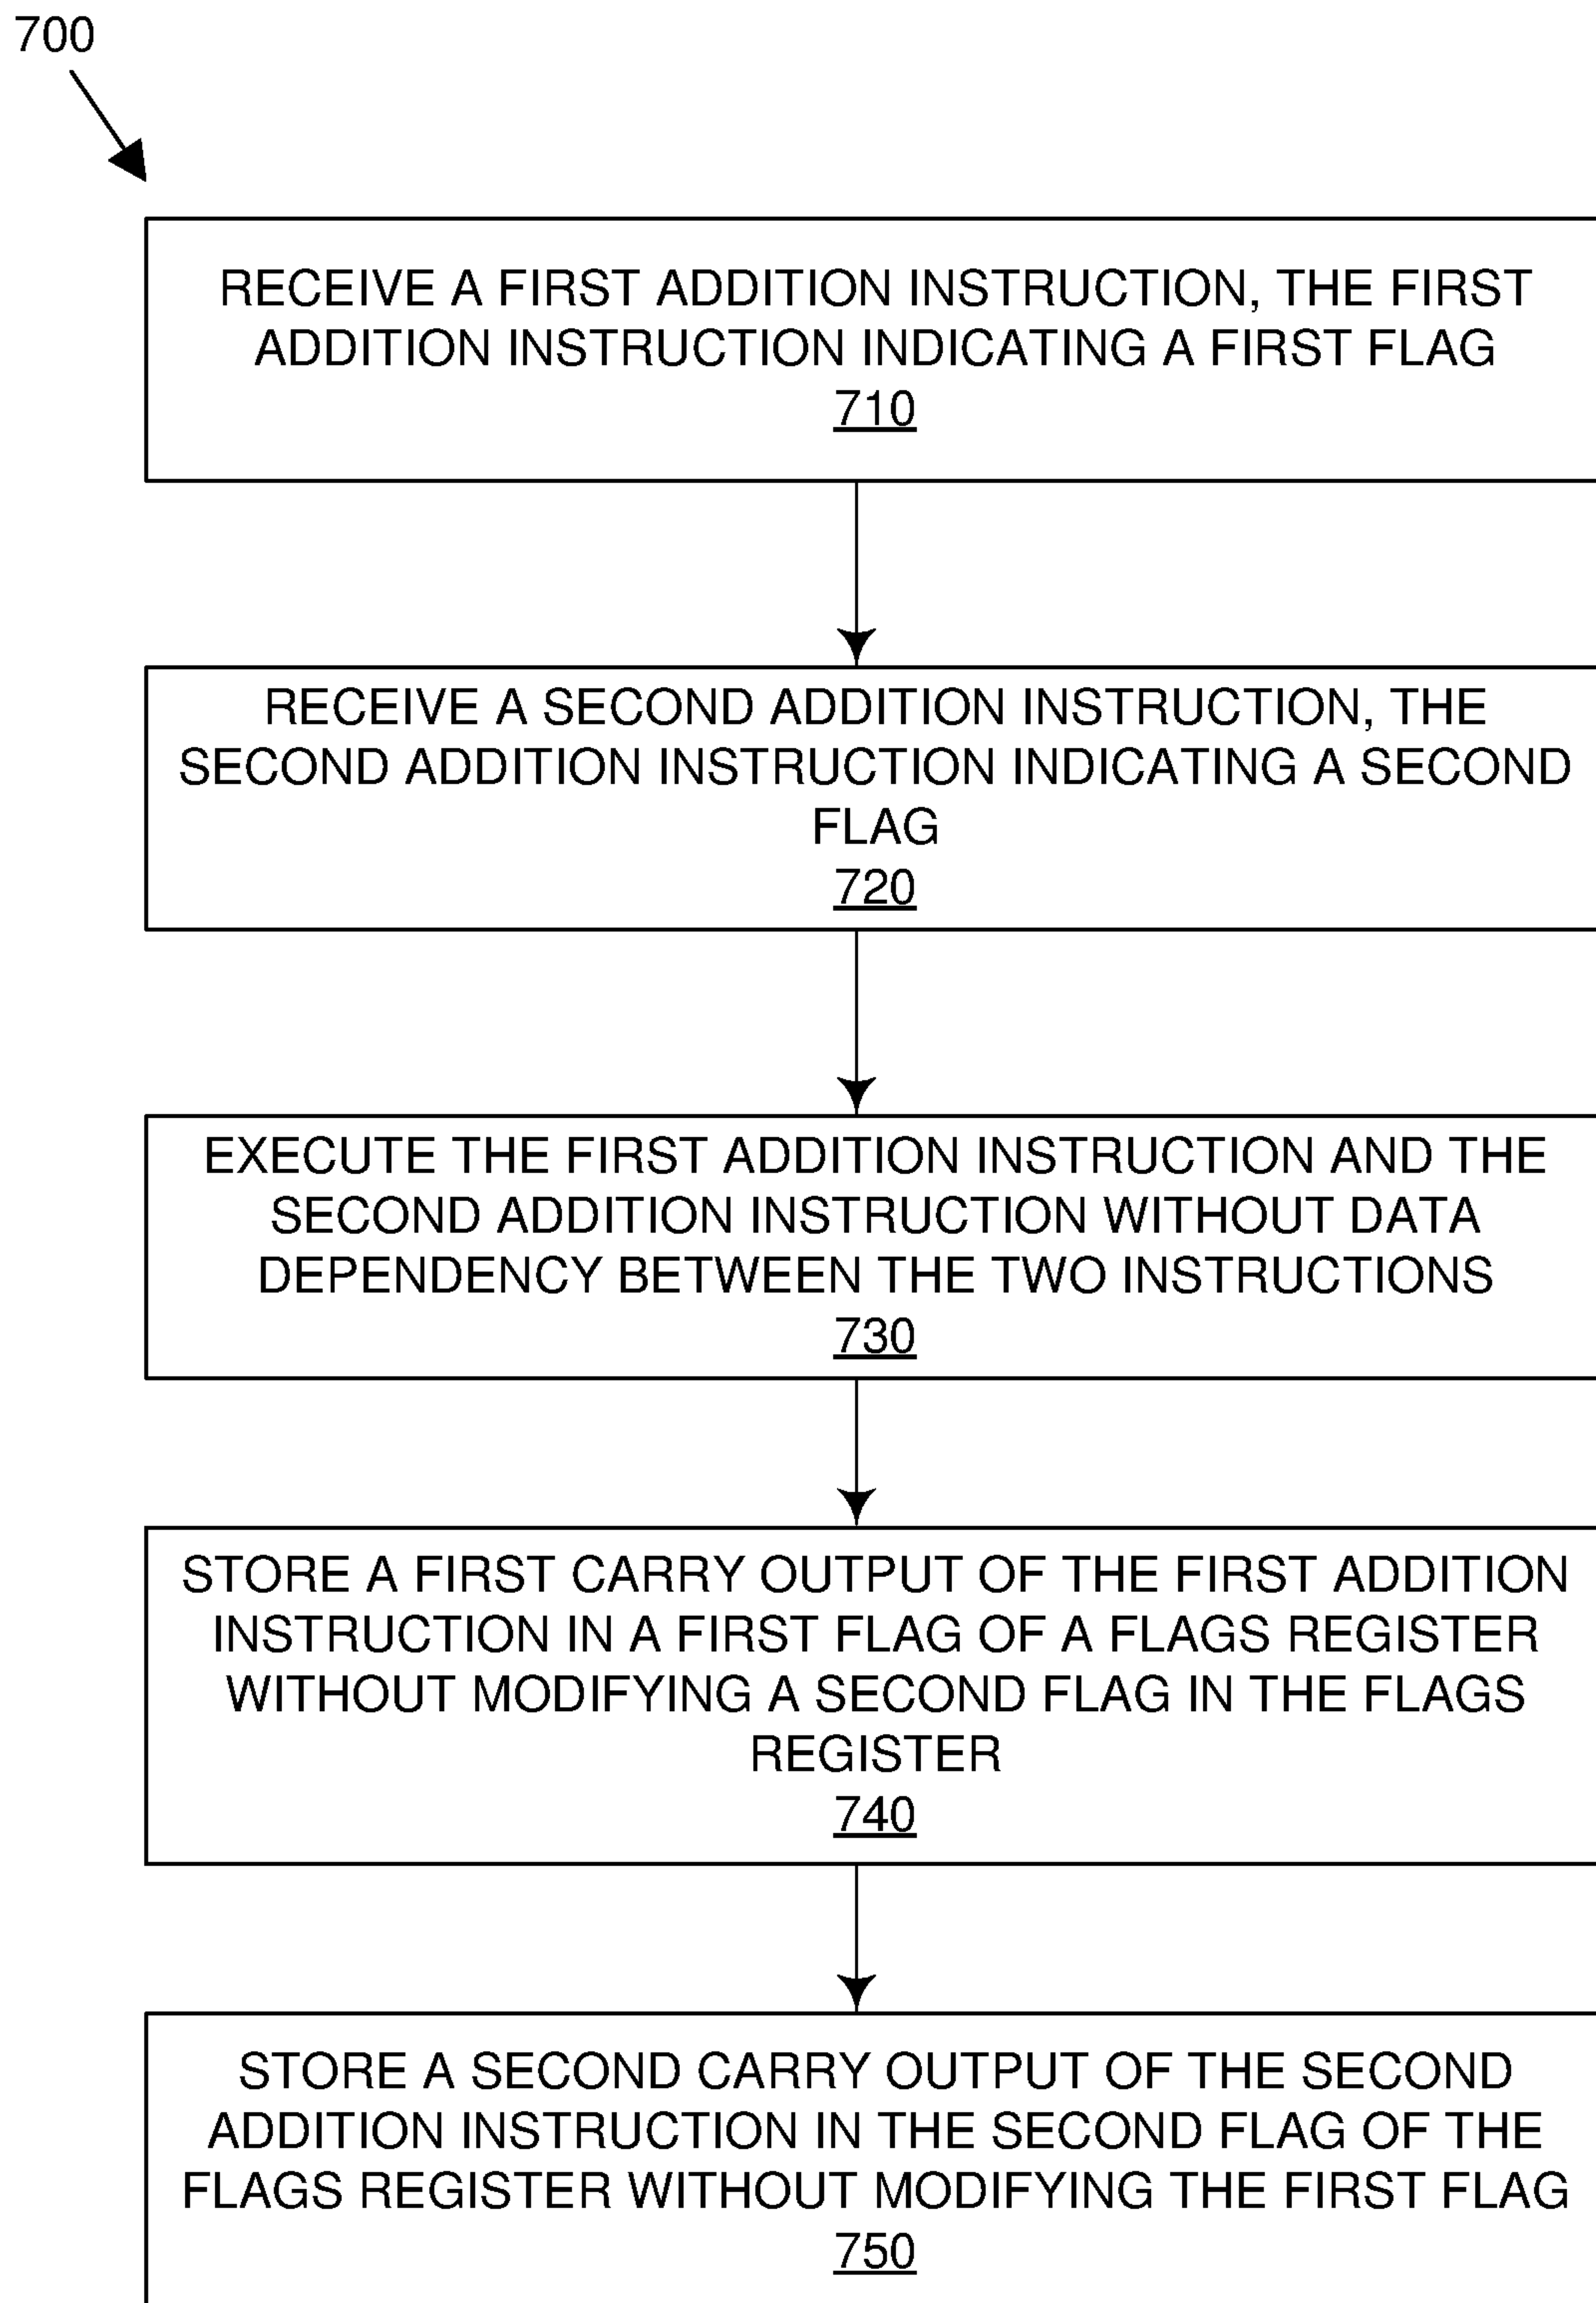 700
RECEIVE A FIRST ADDITION INSTRUCTION, THE FIRST
ADDITION INSTRUCTION INDICATING A FIRST FLAG
710
RECEIVE A SECOND ADDITION INSTRUCTION, THE
SECOND ADDITION INSTRUCTION INDICATING A SECOND
FLAG
720
EXECUTE THE FIRST ADDITION INSTRUCTION AND THE
SECOND ADDITION INSTRUCTION WITHOUT DATA
DEPENDENCY BETWEEN THE TWO INSTRUCTIONS
730
STORE A FIRST CARRY OUTPUT OF THE FIRST ADDITION
INSTRUCTION IN A FIRST FLAG OF A FLAGS REGISTER
WITHOUT MODIFYING A SECOND FLAG IN THE FLAGS
REGISTER
740
STORE A SECOND CARRY OUTPUT OF THE SECOND
ADDITION INSTRUCTION IN THE SECOND FLAG OF THE
FLAGS REGISTER WITHOUT MODIFYING THE FIRST FLAG
750